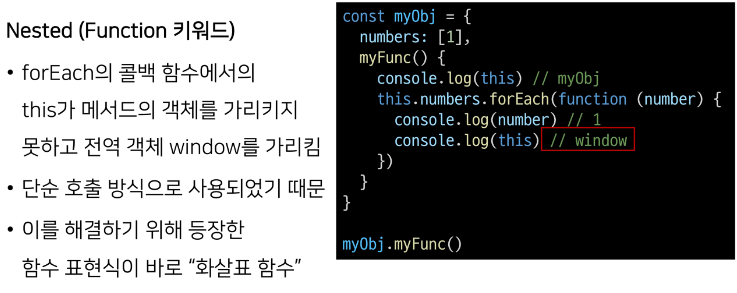 Nested (Function 키워드)
• forEach의 콜백 함수에서의
this가 메서드의 객체를 가리키지
못하고 전역 객체 window를 가리킴
• 단순 호출 방식으로 사용되었기 때문
• 이를 해결하기 위해 등장한
함수 표현식이 바로 “화살표 함수”
const myObj = {
  numbers: [1],
  myFunc() {
    console.log(this) // myObj
    this.numbers.forEach(function (number) {
      console.log(number) // 1
      console.log(this) // window
    })
  }
}
myObj.myFunc()